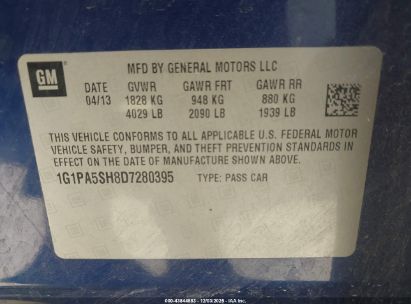 GM
MFD BY GENERAL MOTORS LLC
DATE GVWR GAWR FRT GAWR RR
04/13 1828 KG 948 KG 880 KG
4029 LB 2090 LB 1939 LB
THIS VEHICLE CONFORMS TO ALL APPLICABLE U.S. FEDERAL MOTOR
VEHICLE SAFETY, BUMPER, AND THEFT PREVENTION STANDARDS IN
EFFECT ON THE DATE OF MANUFACTURE SHOWN ABOVE.
1G1PA5SH8D7280395 TYPE: PASS CAR